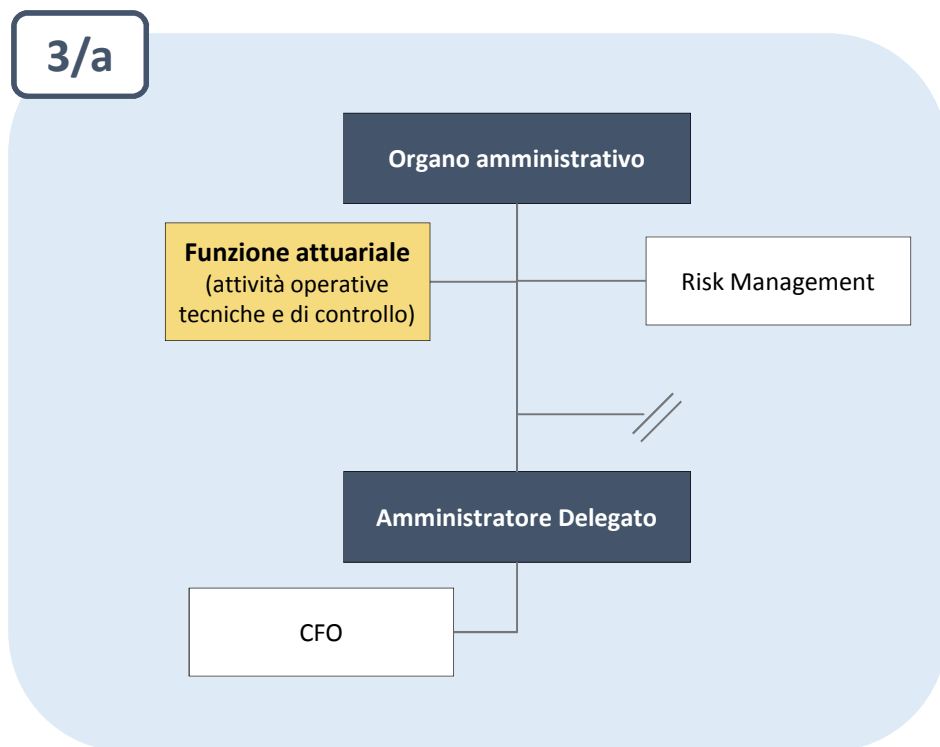 3/a
Organo amministrativo
Funzione attuariale
(attività operative
tecniche e di controllo)
Risk Management
Amministratore Delegato
CFO